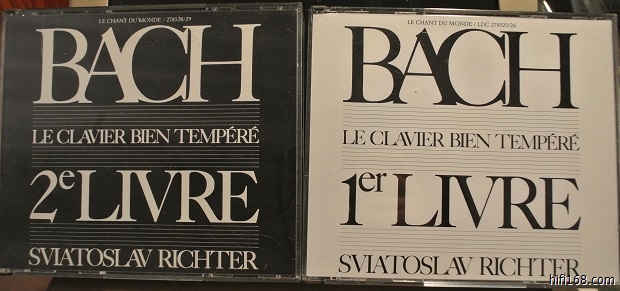 LE CHANT DU MONDE / 278528/29
BACH
LE CLAVIER BIEN TEMPÉRÉ
2e LIVRE
SVIATOSLAV RICHTER
LE CHANT DU MONDE / LDC 278525/26
BACH
LE CLAVIER BIEN TEMPÉRÉ
1er LIVRE
SVIATOSLAV RICHTER
hifi168.com